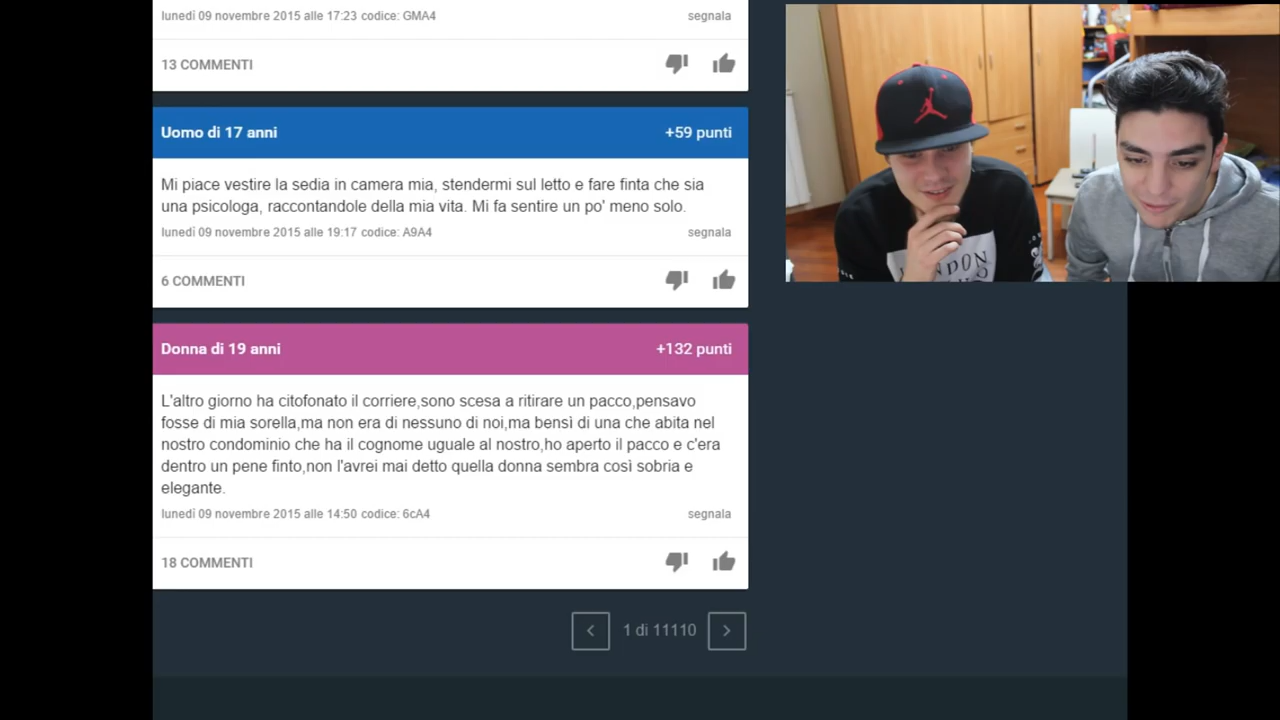 lunedì 09 novembre 2015 alle 17:23 codice: GMA4 segnala
13 COMMENTI
Uomo di 17 anni +59 punti
Mi piace vestire la sedia in camera mia, stendermi sul letto e fare finta che sia
una psicologa, raccontandole della mia vita. Mi fa sentire un po' meno solo.
lunedì 09 novembre 2015 alle 19:17 codice: A9A4 segnala
6 COMMENTI
Donna di 19 anni +132 punti
L'altro giorno ha citofonato il corriere,sono scesa a ritirare un pacco,pensavo
fosse di mia sorella,ma non era di nessuno di noi,ma bensì di una che abita nel
nostro condominio che ha il cognome uguale al nostro,ho aperto il pacco e c'era
dentro un pene finto,non l'avrei mai detto quella donna sembra così sobria e
elegante.
lunedì 09 novembre 2015 alle 14:50 codice: 6cA4 segnala
18 COMMENTI
1 di 11110